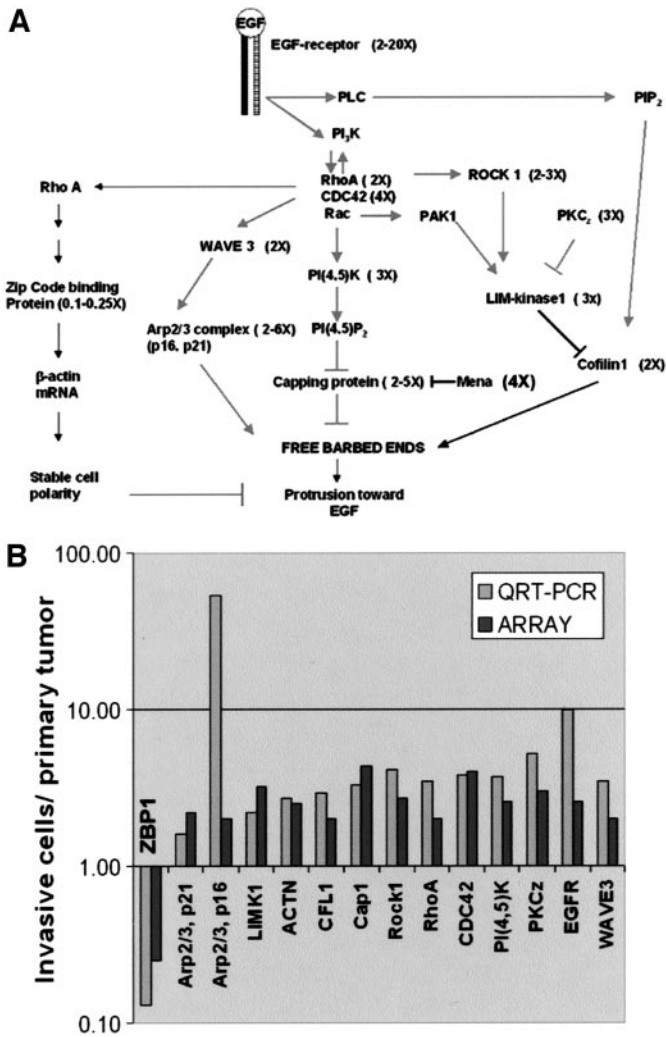 A
EGF
EGF-receptor (2-20X)
PLC
PIP2
PI3K
Rho A
RhoA ( 2X)
CDC42 (4X)
Rac
ROCK 1 (2-3X)
PAK1
PKCz (3X)
WAVE 3 (2X)
Zip Code binding
Protein (0.1-0.25X)
PI(4.5)K ( 3X)
LIM-kinase1 ( 3x)
Arp2/3 complex ( 2-6X)
(p16, p21)
PI(4.5)P2
β-actin
mRNA
Capping protein ( 2-5X)
Mena (4X)
Cofilin1 (2X)
FREE BARBED ENDS
Stable cell
polarity
Protrusion toward
EGF
B
Invasive cells/ primary tumor
100.00
10.00
1.00
0.10
QRT-PCR
ARRAY
ZBP1
Arp2/3, p21
Arp2/3, p16
LIMK1
ACTN
CFL1
Cap1
Rock1
RhoA
CDC42
PI(4,5)K
PKCz
EGFR
WAVE3